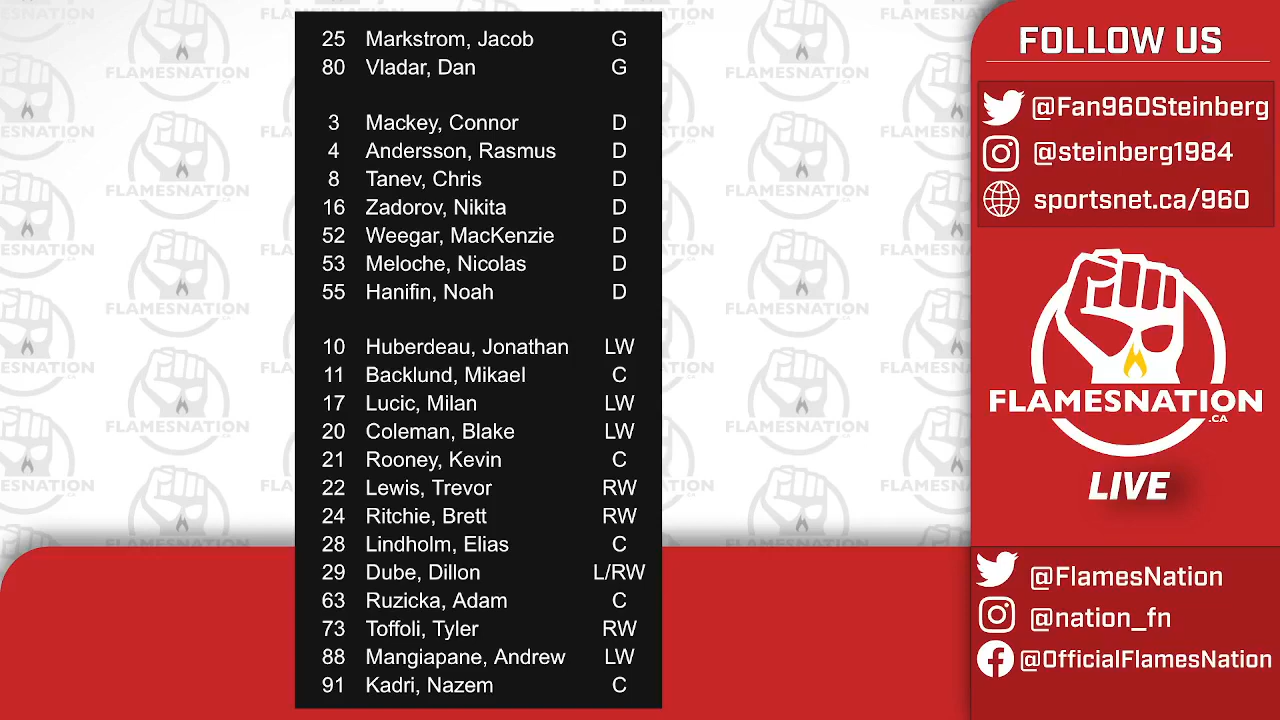 25 Markstrom, Jacob G
80 Vladar, Dan G
3 Mackey, Connor D
4 Andersson, Rasmus D
8 Tanev, Chris D
16 Zadorov, Nikita D
52 Weegar, MacKenzie D
53 Meloche, Nicolas D
55 Hanifin, Noah D
10 Huberdeau, Jonathan LW
11 Backlund, Mikael C
17 Lucic, Milan LW
20 Coleman, Blake LW
21 Rooney, Kevin C
22 Lewis, Trevor RW
24 Ritchie, Brett RW
28 Lindholm, Elias C
29 Dube, Dillon L/RW
63 Ruzicka, Adam C
73 Toffoli, Tyler RW
88 Mangiapane, Andrew LW
91 Kadri, Nazem C
FOLLOW US
@Fan960Steinberg
@steinberg1984
sportsnet.ca/960
FLAMESNATION
.CA
LIVE
@FlamesNation
@nation_fn
@OfficialFlamesNation